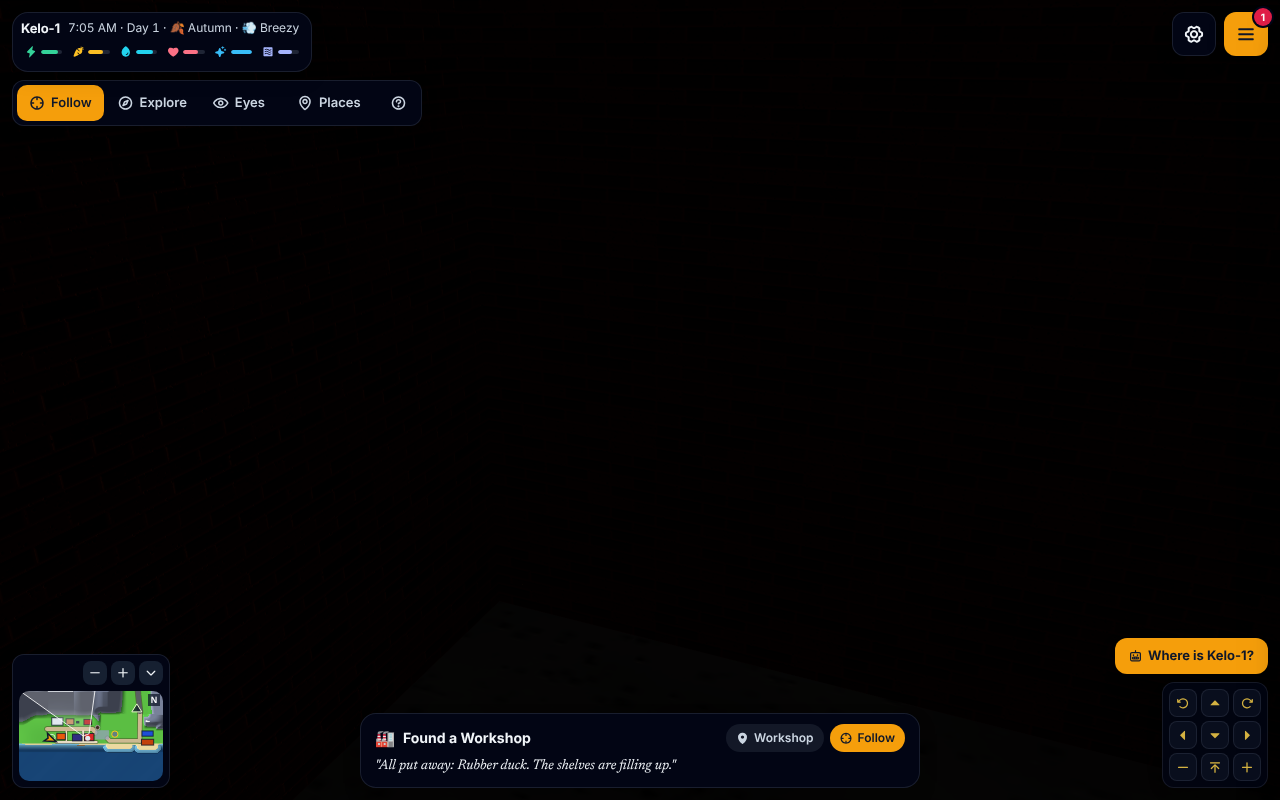 Kelo-1 7:05 AM · Day 1 · 🍂 Autumn · 💨 Breezy
1
Follow Explore Eyes Places
N
Where is Kelo-1?
Found a Workshop Workshop Follow
"All put away: Rubber duck. The shelves are filling up."